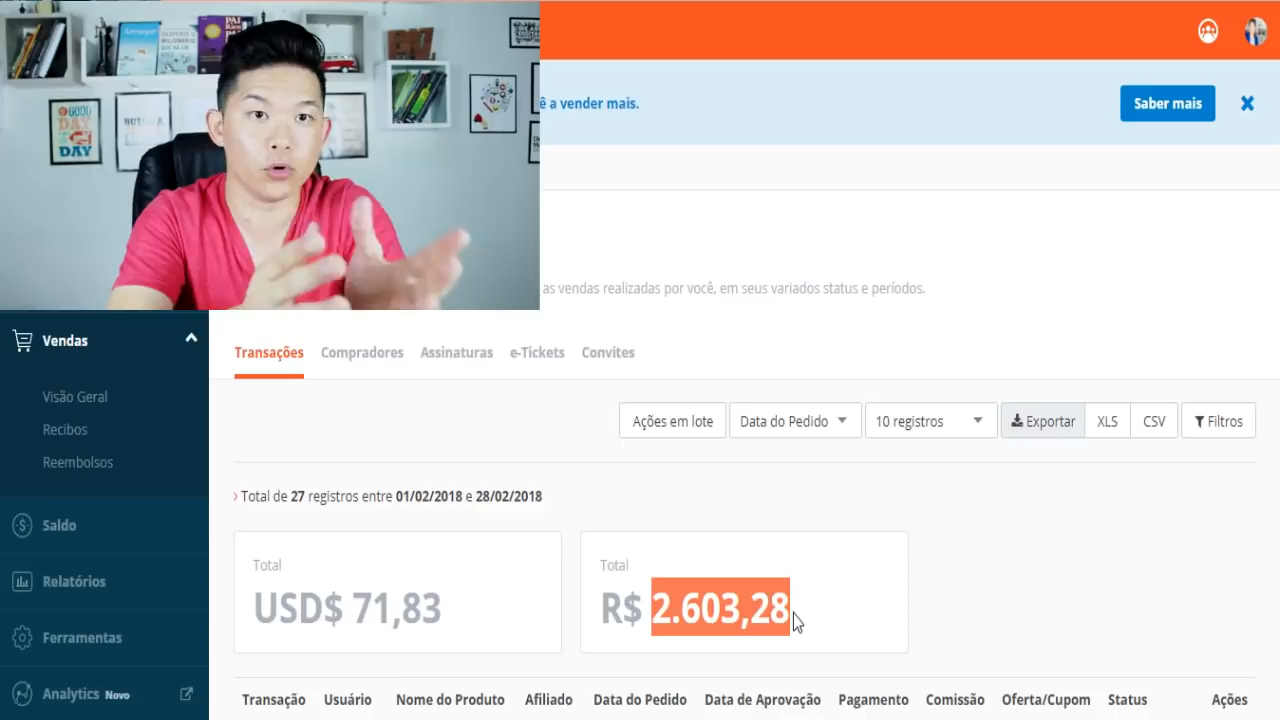 PAI
GOOD
DAY
DAY
ê a vender mais.
Saber mais
as vendas realizadas por você, em seus variados status e períodos.
Vendas
Visão Geral
Recibos
Reembolsos
Saldo
Relatórios
Ferramentas
Analytics Novo
Transações Compradores Assinaturas e-Tickets Convites
Ações em lote Data do Pedido 10 registros Exportar XLS CSV Filtros
Total de 27 registros entre 01/02/2018 e 28/02/2018
Total
USD$ 71,83
Total
R$ 2.603,28
Transação Usuário Nome do Produto Afiliado Data do Pedido Data de Aprovação Pagamento Comissão Oferta/Cupom Status Ações